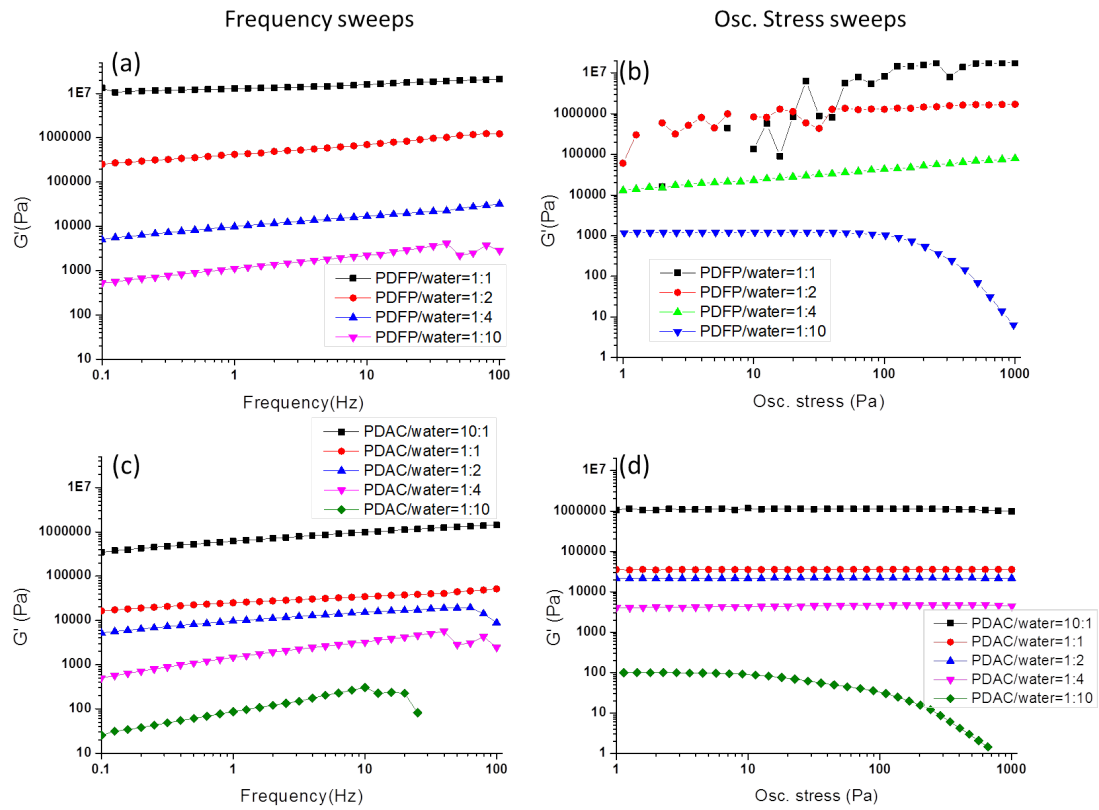 Frequency sweeps
Osc. Stress sweeps
(a)
1E7
1000000
100000
10000
1000
100
10
G'(Pa)
0.1
1
10
100
Frequency(Hz)
PDFP/water=1:1
PDFP/water=1:2
PDFP/water=1:4
PDFP/water=1:10
(b)
1E7
1000000
100000
10000
1000
100
10
1
G'(Pa)
1
10
100
1000
Osc. stress (Pa)
PDFP/water=1:1
PDFP/water=1:2
PDFP/water=1:4
PDFP/water=1:10
(c)
PDAC/water=10:1
PDAC/water=1:1
PDAC/water=1:2
PDAC/water=1:4
PDAC/water=1:10
1E7
1000000
100000
10000
1000
100
10
G' (Pa)
0.1
1
10
100
Frequency(Hz)
(d)
1E7
1000000
100000
10000
1000
100
10
1
G' (Pa)
1
10
100
1000
Osc. stress (Pa)
PDAC/water=10:1
PDAC/water=1:1
PDAC/water=1:2
PDAC/water=1:4
PDAC/water=1:10